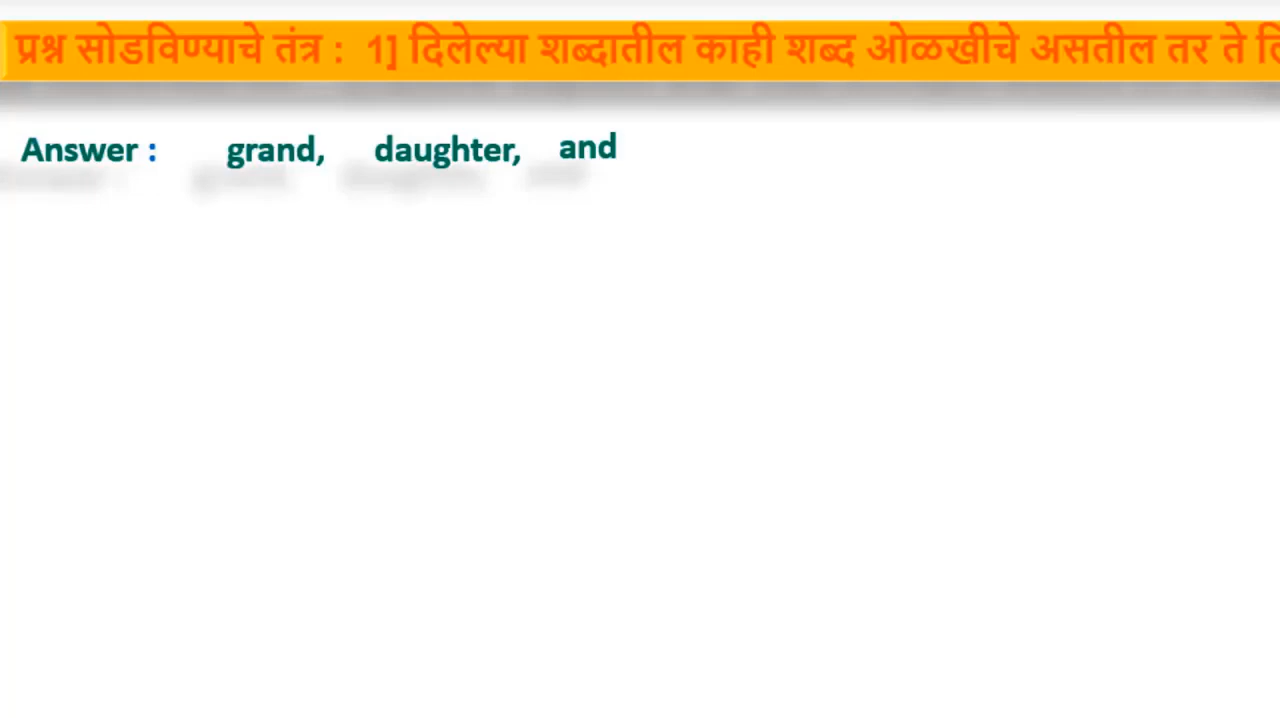 प्रश्न सोडविण्याचे तंत्र : 1] दिलेल्या शब्दातील काही शब्द ओळखीचे असतील तर ते
Answer : grand, daughter, and